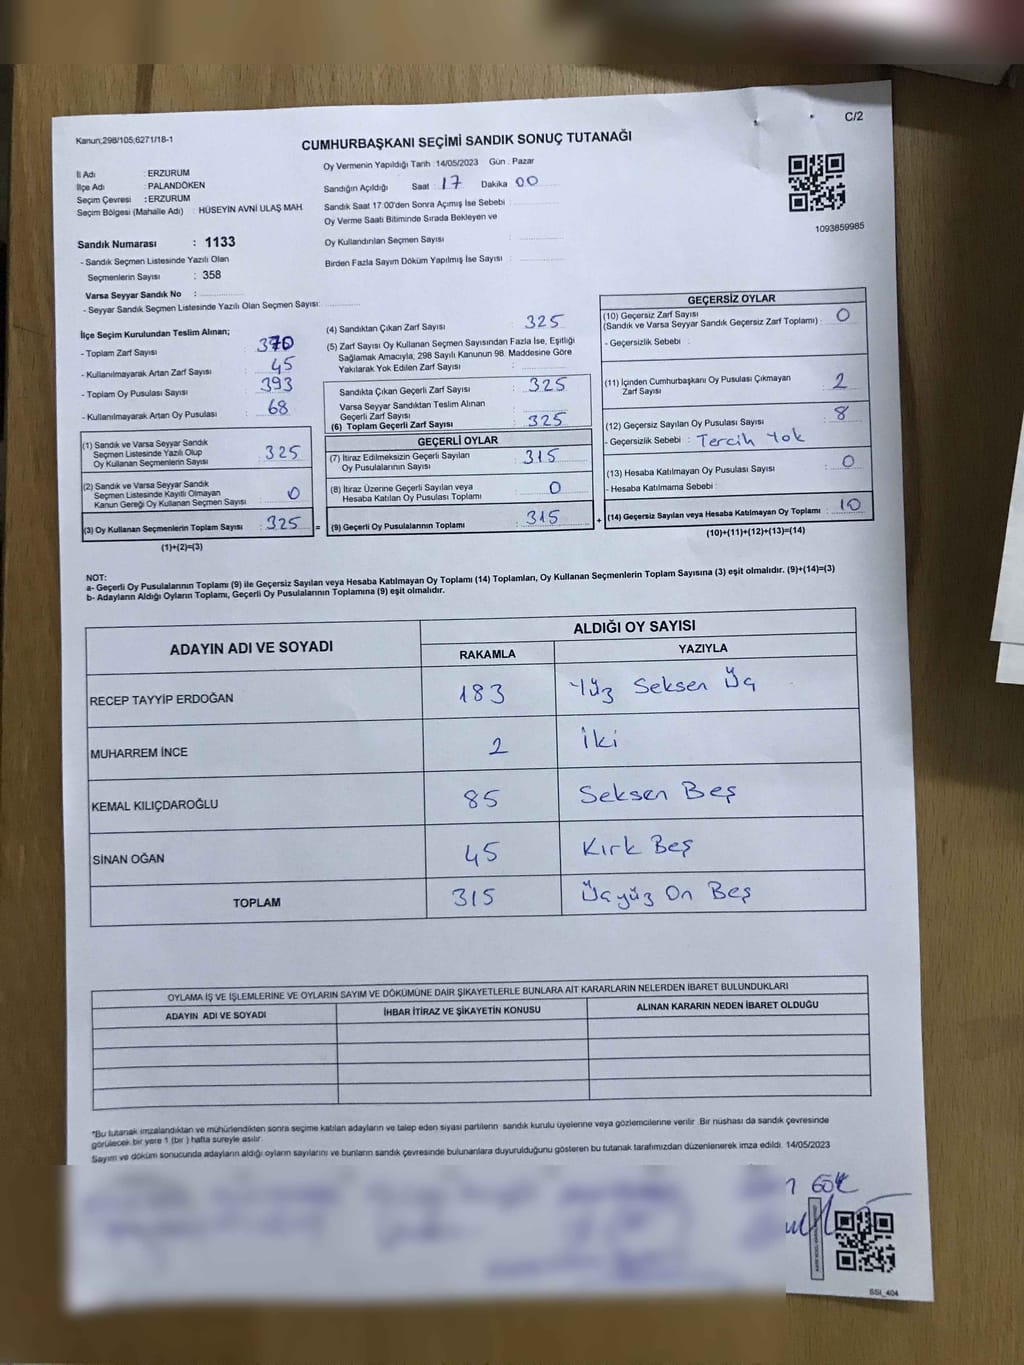 Kanun;298/105;6271/18-1
C/2
CUMHURBAŞKANI SEÇİMİ SANDIK SONUÇ TUTANAĞI
İl Adı : ERZURUM
İlçe Adı : PALANDÖKEN
Seçim Çevresi : ERZURUM
Seçim Bölgesi (Mahalle Adı) : HÜSEYİN AVNİ ULAŞ MAH.
Sandık Numarası : 1133
- Sandık Seçmen Listesinde Yazılı Olan
Seçmenlerin Sayısı : 358
Varsa Seyyar Sandık No :
- Seyyar Sandık Seçmen Listesinde Yazılı Olan Seçmen Sayısı:
Oy Vermenin Yapıldığı Tarih : 14/05/2023 Gün : Pazar
Sandığın Açıldığı Saat : 17 Dakika 00
Sandık Saat 17:00'den Sonra Açılmış İse Sebebi :
Oy Verme Saati Bitiminde Sırada Bekleyen ve
Oy Kullandırılan Seçmen Sayısı :
Birden Fazla Sayım Döküm Yapılmış İse Sayısı :
1093859985
İlçe Seçim Kurulundan Teslim Alınan;
- Toplam Zarf Sayısı : 370
- Kullanılmayarak Artan Zarf Sayısı : 45
- Toplam Oy Pusulası Sayısı : 393
- Kullanılmayarak Artan Oy Pusulası : 68
(1) Sandık ve Varsa Seyyar Sandık
Seçmen Listesinde Yazılı Olup
Oy Kullanan Seçmenlerin Sayısı : 325
(2) Sandık ve Varsa Seyyar Sandık
Seçmen Listesinde Kayıtlı Olmayan
Kanun Gereği Oy Kullanan Seçmen Sayısı : 0
(3) Oy Kullanan Seçmenlerin Toplam Sayısı : 325 =
(1)+(2)=(3)
(4) Sandıktan Çıkan Zarf Sayısı : 325
(5) Zarf Sayısı Oy Kullanan Seçmen Sayısından Fazla İse, Eşitliği
Sağlamak Amacıyla, 298 Sayılı Kanunun 98. Maddesine Göre
Yakılarak Yok Edilen Zarf Sayısı :
Sandıkta Çıkan Geçerli Zarf Sayısı : 325
Varsa Seyyar Sandıktan Teslim Alınan
Geçerli Zarf Sayısı :
(6) Toplam Geçerli Zarf Sayısı : 325
GEÇERLİ OYLAR
(7) İtiraz Edilmeksizin Geçerli Sayılan
Oy Pusulalarının Sayısı : 315
(8) İtiraz Üzerine Geçerli Sayılan veya
Hesaba Katılan Oy Pusulası Toplamı : 0
(9) Geçerli Oy Pusulalarının Toplamı : 315 +
GEÇERSİZ OYLAR
(10) Geçersiz Zarf Sayısı
(Sandık ve Varsa Seyyar Sandık Geçersiz Zarf Toplamı) : 0
- Geçersizlik Sebebi :
(11) İçinden Cumhurbaşkanı Oy Pusulası Çıkmayan
Zarf Sayısı : 2
(12) Geçersiz Sayılan Oy Pusulası Sayısı : 8
- Geçersizlik Sebebi : Tercih Yok
(13) Hesaba Katılmayan Oy Pusulası Sayısı : 0
- Hesaba Katılmama Sebebi :
(14) Geçersiz Sayılan veya Hesaba Katılmayan Oy Toplamı : 10
(10)+(11)+(12)+(13)=(14)
NOT:
a- Geçerli Oy Pusulalarının Toplamı (9) ile Geçersiz Sayılan veya Hesaba Katılmayan Oy Toplamı (14) Toplamları, Oy Kullanan Seçmenlerin Toplam Sayısına (3) eşit olmalıdır. (9)+(14)=(3)
b- Adayların Aldığı Oyların Toplamı, Geçerli Oy Pusulalarının Toplamına (9) eşit olmalıdır.
ADAYIN ADI VE SOYADI ALDIĞI OY SAYISI
RAKAMLA YAZIYLA
RECEP TAYYİP ERDOĞAN 183 Yüz Seksen Üç
MUHARREM İNCE 2 İki
KEMAL KILIÇDAROĞLU 85 Seksen Beş
SİNAN OĞAN 45 Kırk Beş
TOPLAM 315 Üçyüz On Beş
OYLAMA İŞ VE İŞLEMLERİNE VE OYLARIN SAYIM VE DÖKÜMÜNE DAİR ŞİKAYETLERLE BUNLARA AİT KARARLARIN NELERDEN İBARET BULUNDUKLARI
ADAYIN ADI VE SOYADI İHBAR İTİRAZ VE ŞİKAYETİN KONUSU ALINAN KARARIN NEDEN İBARET OLDUĞU
*Bu tutanak imzalandıktan ve mühürlendikten sonra seçime katılan adayların ve talep eden siyasi partilerin sandık kurulu üyelerine veya gözlemcilerine verilir. Bir nüshası da sandık çevresinde
görülecek bir yere 1 (bir ) hafta süreyle asılır.
Sayım ve döküm sonucunda adayların aldığı oyların sayılarını ve bunların sandık çevresinde bulunanlara duyurulduğunu gösteren bu tutanak tarafımızdan düzenlenerek imza edildi. 14/05/2023
SSI_404